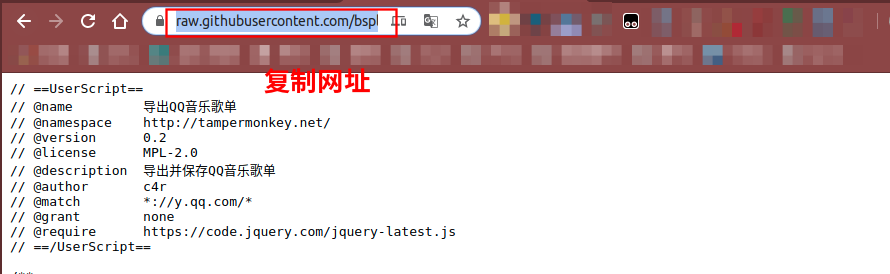 raw.githubusercontent.com/bspl
复制网址
// ==UserScript==
// @name 导出QQ音乐歌单
// @namespace http://tampermonkey.net/
// @version 0.2
// @license MPL-2.0
// @description 导出并保存QQ音乐歌单
// @author c4r
// @match *://y.qq.com/*
// @grant none
// @require https://code.jquery.com/jquery-latest.js
// ==/UserScript==
/**